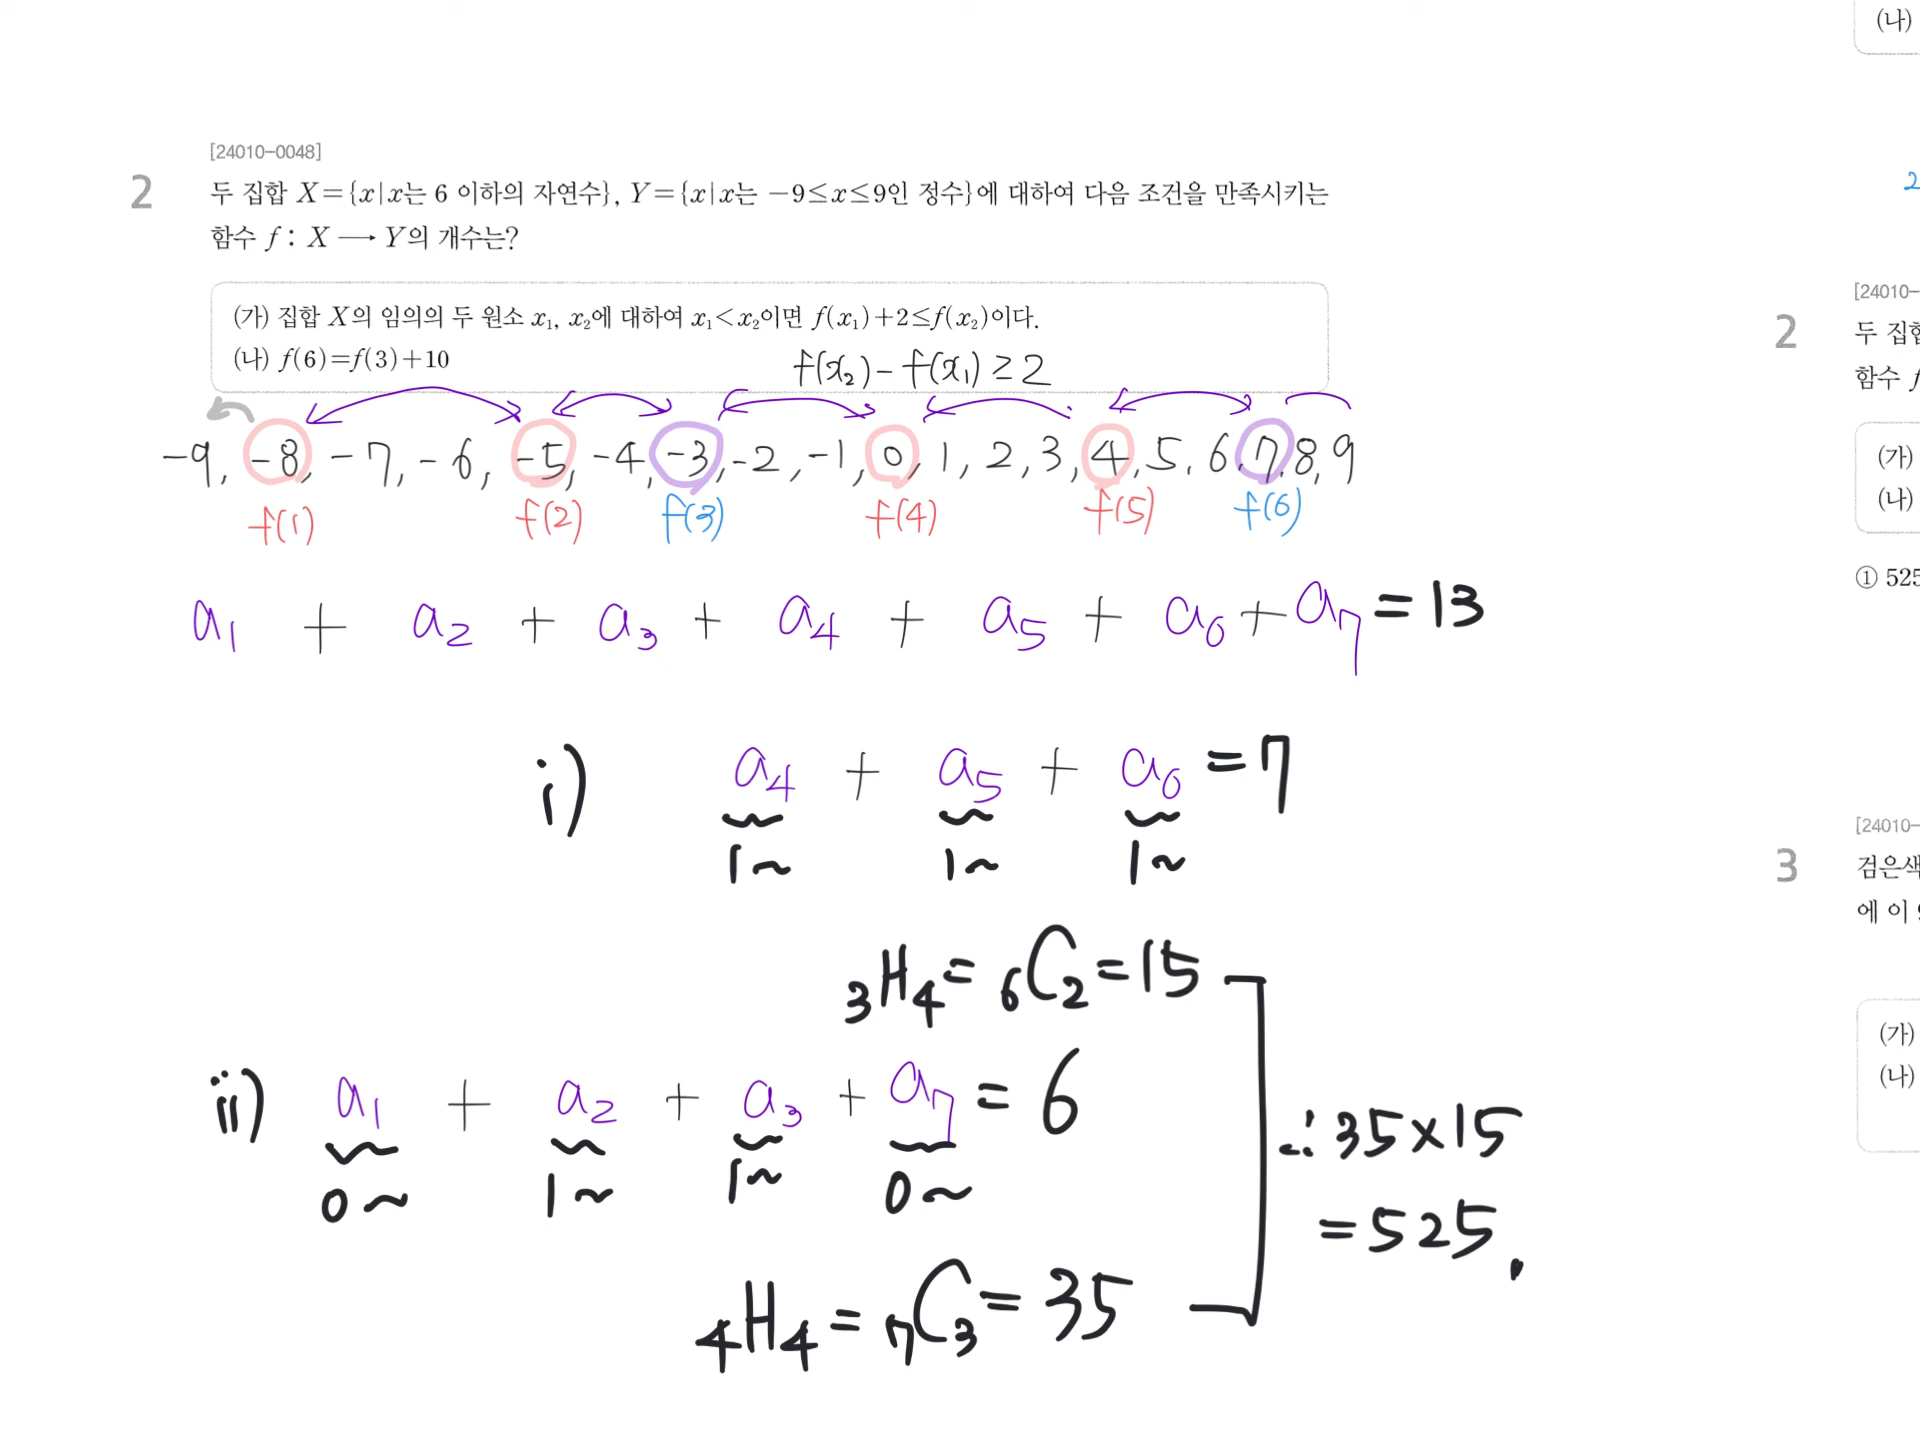 (나)
[24010-0048]
2
두 집합 X={x|x는 6 이하의 자연수}, Y={x|x는 −9≤x≤9인 정수}에 대하여 다음 조건을 만족시키는
함수 f : X ⟶ Y의 개수는?
(가) 집합 X의 임의의 두 원소 x₁, x₂에 대하여 x₁<x₂이면 f(x₁)+2≤f(x₂)이다.
(나) f(6)=f(3)+10
f(x₂)-f(x₁)≥2
-9, -8, -7, -6, -5, -4, -3, -2, -1, 0, 1, 2, 3, 4, 5, 6, 7, 8, 9
f(1) f(2) f(3) f(4) f(5) f(6)
a₁ + a₂ + a₃ + a₄ + a₅ + a₆ + a₇ = 13
i) a₄ + a₅ + a₆ = 7
1~ 1~ 1~
₃H₄ = ₆C₂ = 15
ii) a₁ + a₂ + a₃ + a₇ = 6
0~ 1~ 1~ 0~
₄H₄ = ₇C₃ = 35
∴ 35×15
= 525.
2
[24010-
2
두 집합
함수 f
(가)
(나)
① 525
[24010-
3
검은색
에 이 9
(가)
(나)